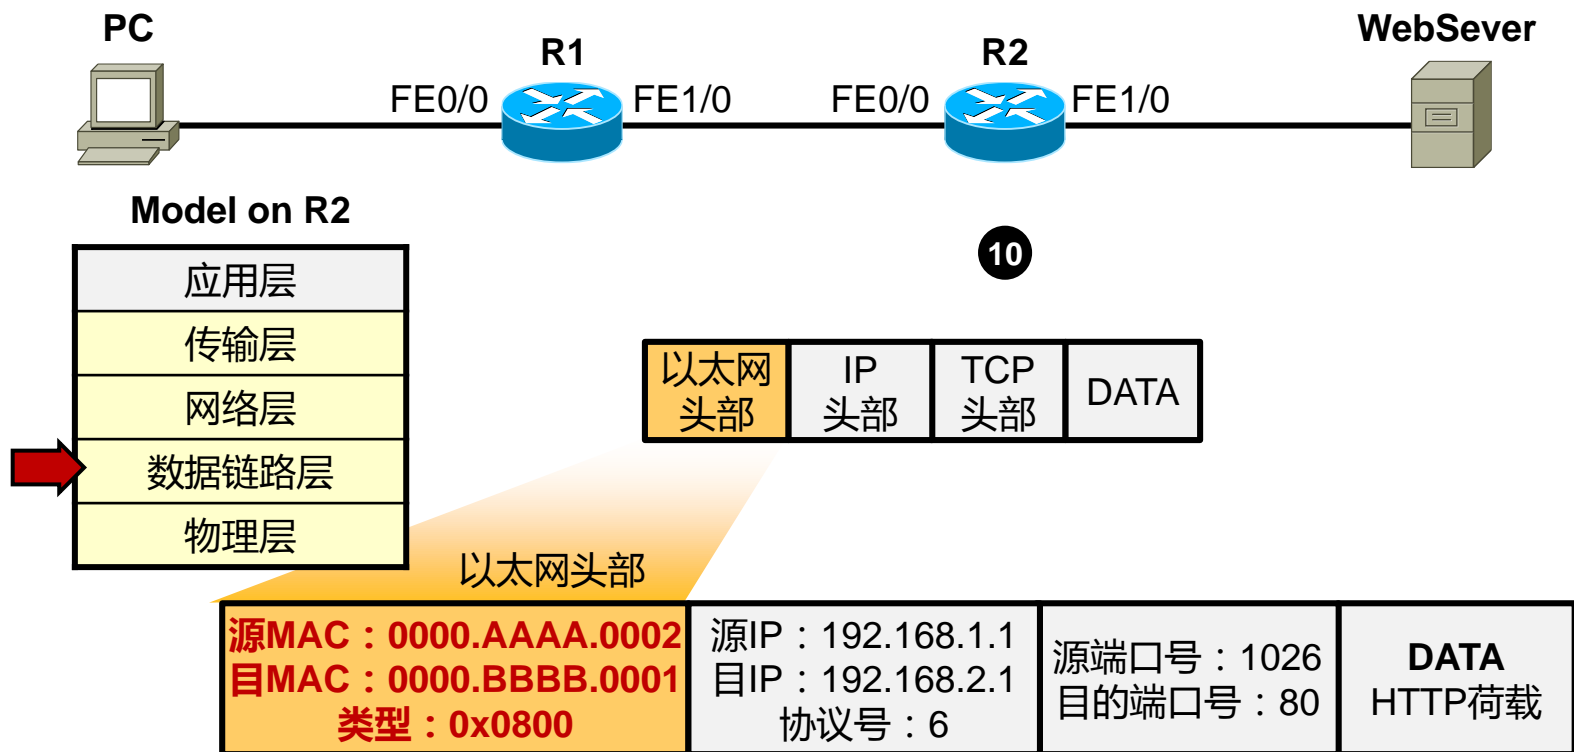 PC
R1
R2
WebSever
FE0/0
FE1/0
FE0/0
FE1/0
Model on R2
应用层
传输层
网络层
数据链路层
物理层
10
以太网
头部
IP
头部
TCP
头部
DATA
以太网头部
源MAC：0000.AAAA.0002
目MAC：0000.BBBB.0001
类型：0x0800
源IP：192.168.1.1
目IP：192.168.2.1
协议号：6
源端口号：1026
目的端口号：80
DATA
HTTP荷载